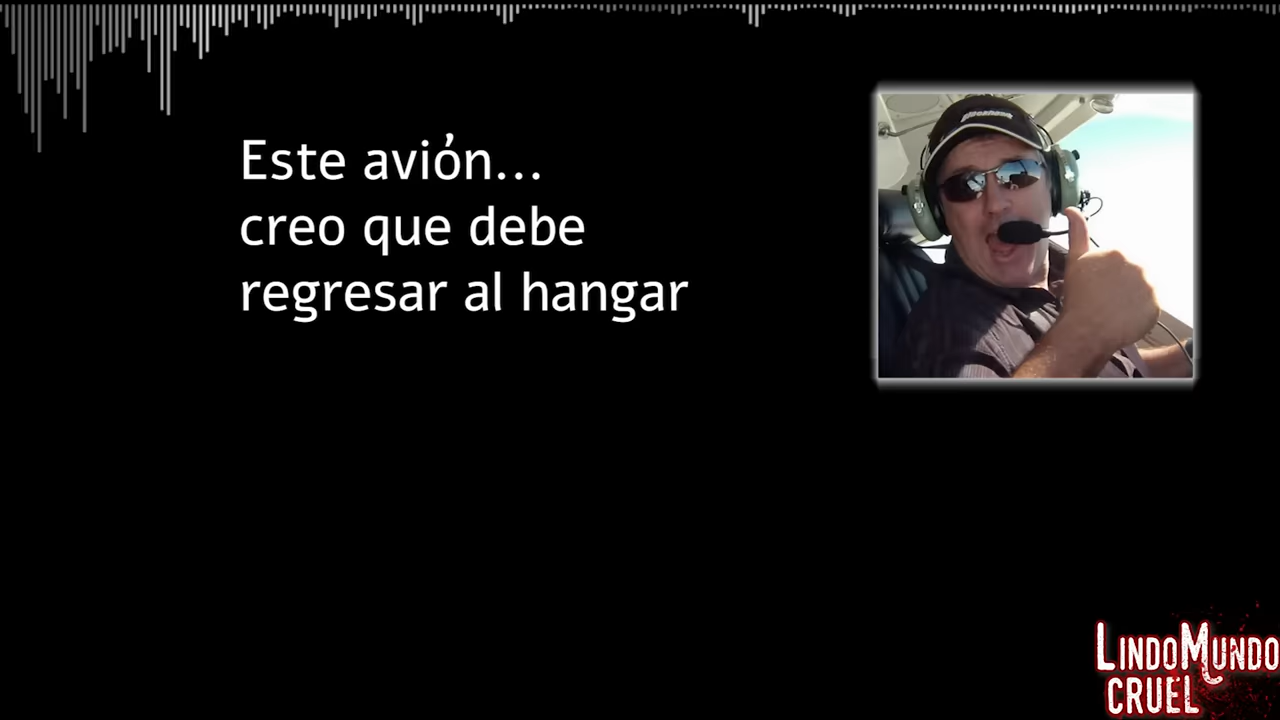 Este avión...
creo que debe
regresar al hangar
LINDOMUNDO
CRUEL